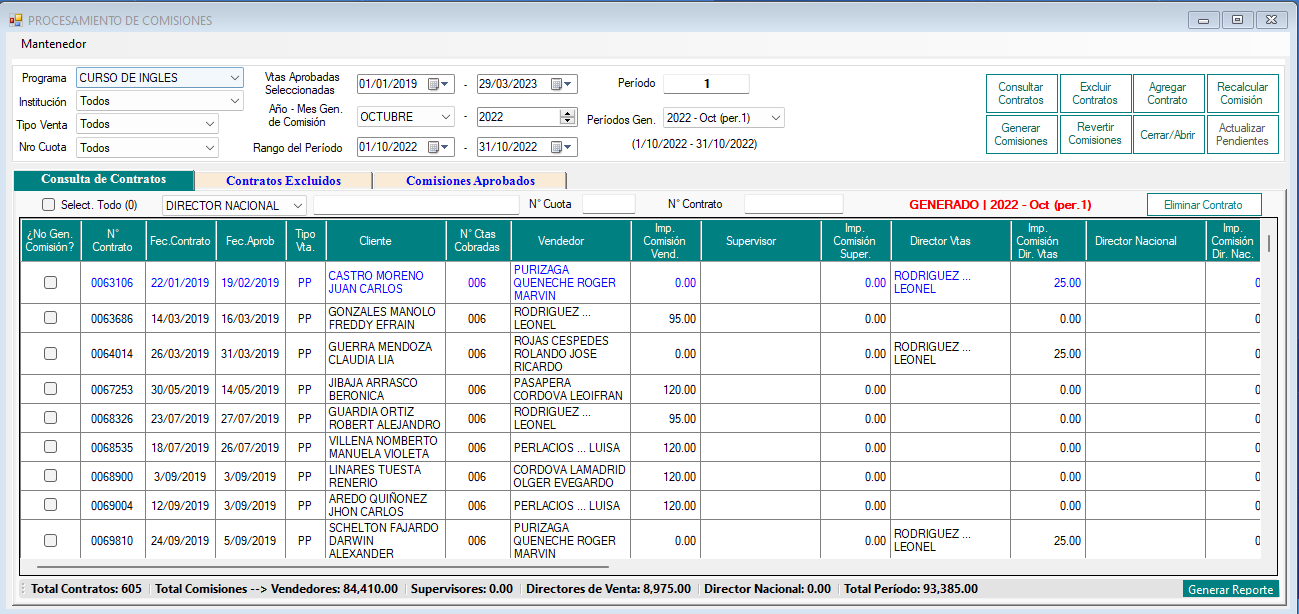 PROCESAMIENTO DE COMISIONES
Mantenedor
Programa CURSO DE INGLES
Institución Todos
Tipo Venta Todos
Nro Cuota Todos
Vtas Aprobadas
Seleccionadas 01/01/2019 - 29/03/2023
Año - Mes Gen.
de Comisión OCTUBRE - 2022
Rango del Período 01/10/2022 - 31/10/2022
Período 1
Períodos Gen. 2022 - Oct (per.1)
(1/10/2022 - 31/10/2022)
Consultar
Contratos
Excluir
Contratos
Agregar
Contrato
Recalcular
Comisión
Generar
Comisiones
Revertir
Comisiones
Cerrar/Abrir
Actualizar
Pendientes
Consulta de Contratos Contratos Excluidos Comisiones Aprobados
Select. Todo (0) DIRECTOR NACIONAL N° Cuota N° Contrato GENERADO | 2022 - Oct (per.1) Eliminar Contrato
¿No Gen.
Comisión?
N°
Contrato
Fec.Contrato
Fec.Aprob
Tipo
Vta.
Cliente
N° Ctas
Cobradas
Vendedor
Imp.
Comisión
Vend.
Supervisor
Imp.
Comisión
Super.
Director Vtas
Imp.
Comisión
Dir. Vtas
Director Nacional
Imp.
Comisión
Dir. Nac.
0063106 22/01/2019 19/02/2019 PP
CASTRO MORENO
JUAN CARLOS
006
PURIZAGA
QUENECHE ROGER
MARVIN
0.00 0.00
RODRIGUEZ ...
LEONEL
25.00 0
0063686 14/03/2019 16/03/2019 PP
GONZALES MANOLO
FREDDY EFRAIN
006
RODRIGUEZ ...
LEONEL
95.00 0.00 0.00 0
0064014 26/03/2019 31/03/2019 PP
GUERRA MENDOZA
CLAUDIA LIA
006
ROJAS CESPEDES
ROLANDO JOSE
RICARDO
0.00 0.00
RODRIGUEZ ...
LEONEL
25.00 0
0067253 30/05/2019 14/05/2019 PP
JIBAJA ARRASCO
BERONICA
006
PASAPERA
CORDOVA LEOIFRAN
120.00 0.00 0.00 0
0068326 23/07/2019 27/07/2019 PP
GUARDIA ORTIZ
ROBERT ALEJANDRO
006
RODRIGUEZ ...
LEONEL
95.00 0.00 0.00 0
0068535 18/07/2019 26/07/2019 PP
VILLENA NOMBERTO
MANUELA VIOLETA
006
PERLACIOS ... LUISA
120.00 0.00 0.00 0
0068900 3/09/2019 3/09/2019 PP
LINARES TUESTA
RENERIO
006
CORDOVA LAMADRID
OLGER EVEGARDO
120.00 0.00 0.00 0
0069004 12/09/2019 3/09/2019 PP
AREDO QUIÑONEZ
JHON CARLOS
006
PERLACIOS ... LUISA
120.00 0.00 0.00 0
0069810 24/09/2019 5/09/2019 PP
SCHELTON FAJARDO
DARWIN
ALEXANDER
006
PURIZAGA
QUENECHE ROGER
MARVIN
0.00 0.00
RODRIGUEZ ...
LEONEL
25.00 0
Total Contratos: 605 Total Comisiones --> Vendedores: 84,410.00 Supervisores: 0.00 Directores de Venta: 8,975.00 Director Nacional: 0.00 Total Período: 93,385.00 Generar Reporte